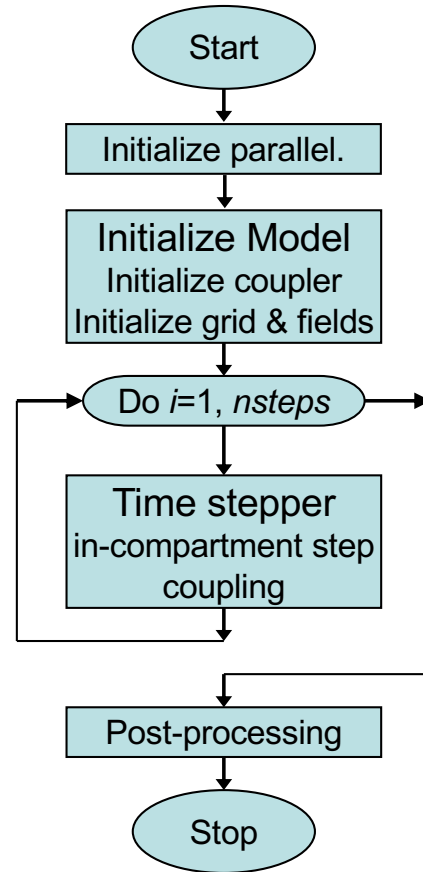 Start
Initialize parallel.
Initialize Model
Initialize coupler
Initialize grid & fields
Do i=1, nsteps
Time stepper
in-compartment step
coupling
Post-processing
Stop